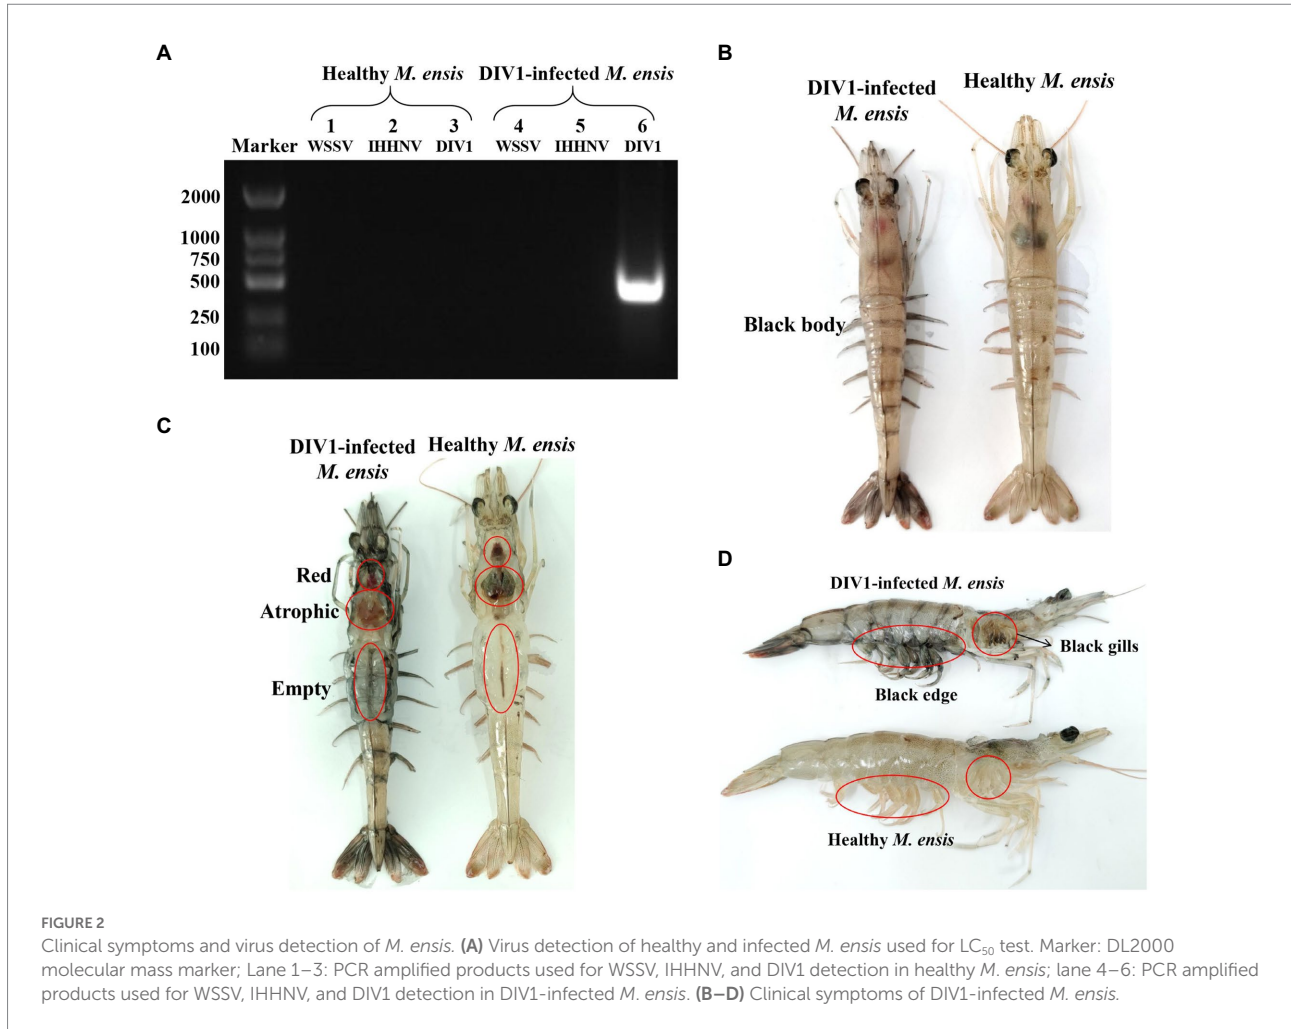 A
Healthy M. ensis DIV1-infected M. ensis
1 2 3 4 5 6
Marker WSSV IHHNV DIV1 WSSV IHHNV DIV1
2000
1000
750
500
250
100
B
DIV1-infected
M. ensis
Healthy M. ensis
Black body
C
DIV1-infected
M. ensis
Healthy M. ensis
Red
Atrophic
Empty
D
DIV1-infected M. ensis
Black gills
Black edge
Healthy M. ensis
FIGURE 2
Clinical symptoms and virus detection of M. ensis. (A) Virus detection of healthy and infected M. ensis used for LC50 test. Marker: DL2000
molecular mass marker; Lane 1–3: PCR amplified products used for WSSV, IHHNV, and DIV1 detection in healthy M. ensis; lane 4–6: PCR amplified
products used for WSSV, IHHNV, and DIV1 detection in DIV1-infected M. ensis. (B–D) Clinical symptoms of DIV1-infected M. ensis.